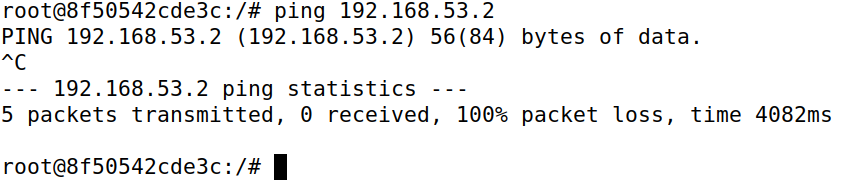 root@8f50542cde3c:/# ping 192.168.53.2
PING 192.168.53.2 (192.168.53.2) 56(84) bytes of data.
^C
--- 192.168.53.2 ping statistics ---
5 packets transmitted, 0 received, 100% packet loss, time 4082ms
root@8f50542cde3c:/#